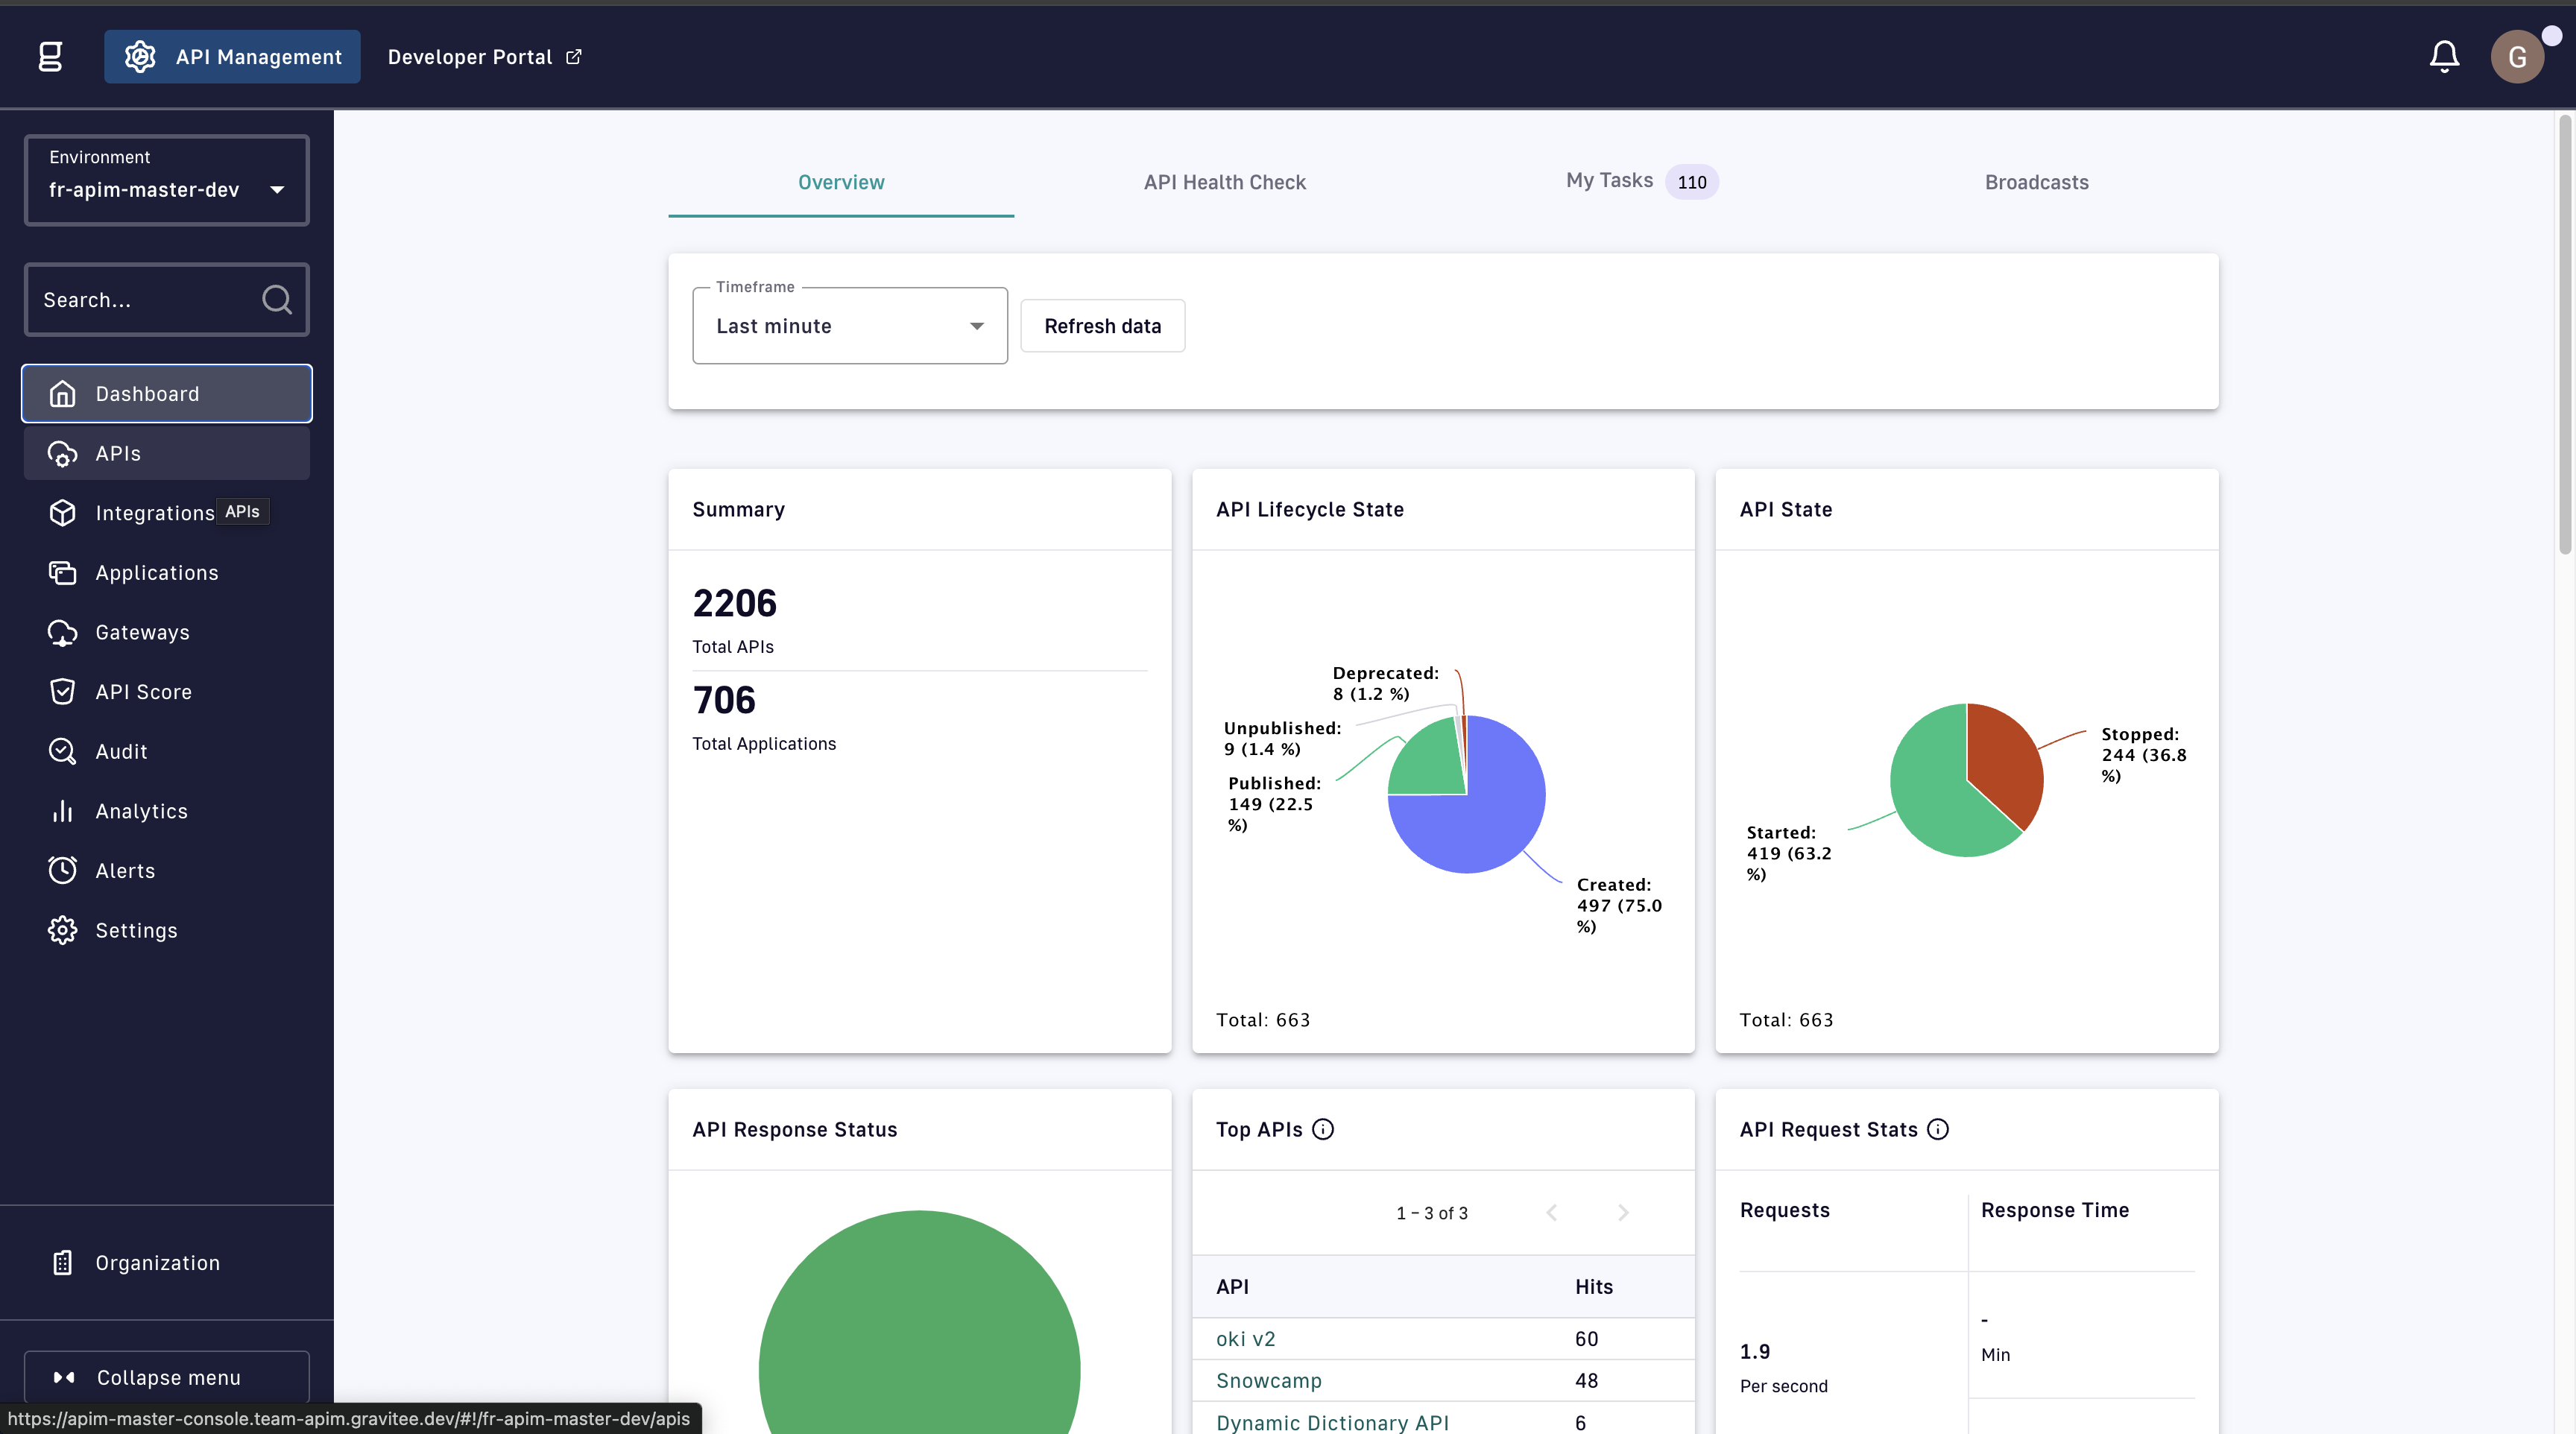 g
API Management
Developer Portal
G
Environment
fr-apim-master-dev
Search...
Dashboard
APIs
Integrations
APIs
Applications
Gateways
API Score
Audit
Analytics
Alerts
Settings
Organization
Collapse menu
https://apim-master-console.team-apim.gravitee.dev/#!/fr-apim-master-dev/apis
Overview
API Health Check
My Tasks 110
Broadcasts
Timeframe
Last minute
Refresh data
Summary
2206
Total APIs
706
Total Applications
API Lifecycle State
Deprecated:
8 (1.2 %)
Unpublished:
9 (1.4 %)
Published:
149 (22.5
%)
Created:
497 (75.0
%)
Total: 663
API State
Stopped:
244 (36.8
%)
Started:
419 (63.2
%)
Total: 663
API Response Status
Top APIs
1 – 3 of 3
API Hits
oki v2 60
Snowcamp 48
Dynamic Dictionary API 6
API Request Stats
Requests
1.9
Per second
Response Time
-
Min